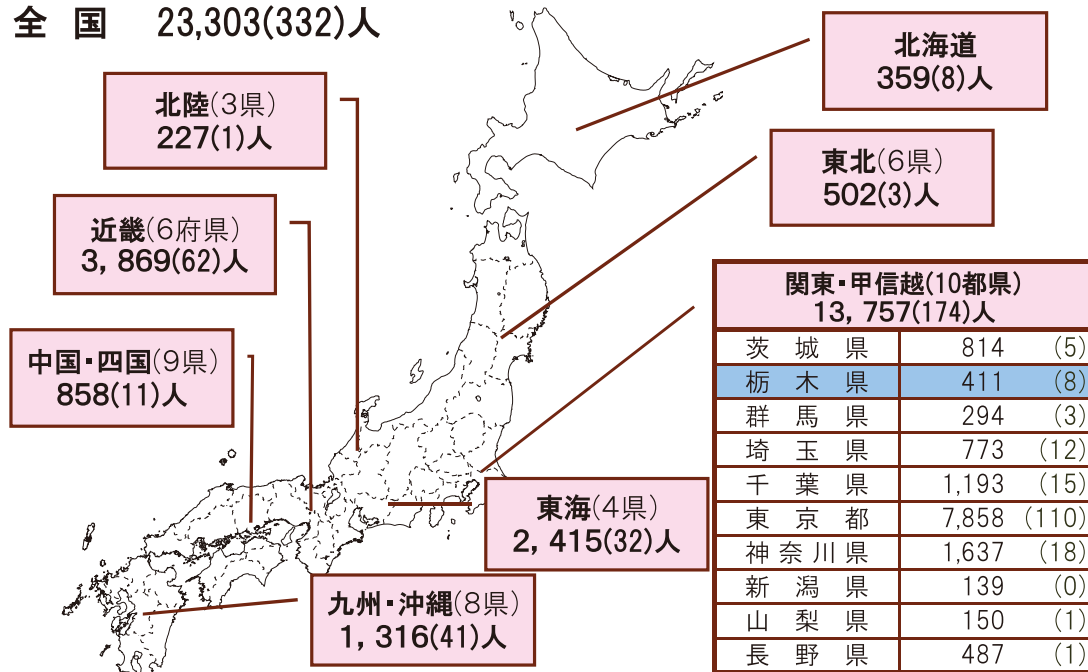 全 国 23,303(332)人
北海道
359(8)人
北陸(3県)
227(1)人
東北(6県)
502(3)人
近畿(6府県)
3, 869(62)人
関東・甲信越(10都県)
13, 757(174)人
茨城県 814 (5)
栃木県 411 (8)
群馬県 294 (3)
埼玉県 773 (12)
千葉県 1,193 (15)
東京都 7,858 (110)
神奈川県 1,637 (18)
新潟県 139 (0)
山梨県 150 (1)
長野県 487 (1)
中国・四国(9県)
858(11)人
東海(4県)
2, 415(32)人
九州・沖縄(8県)
1, 316(41)人